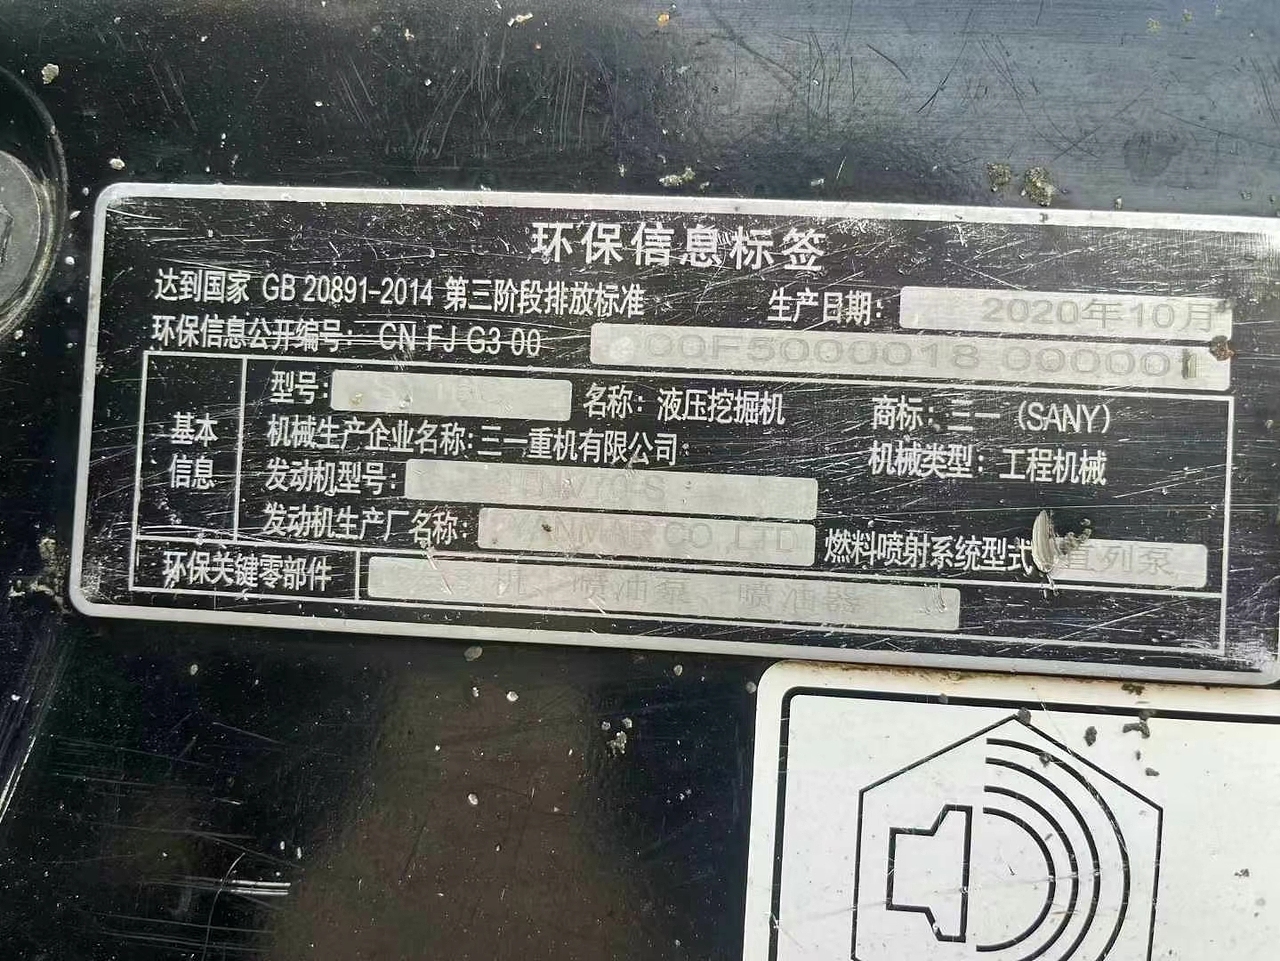 环保信息标签
达到国家 GB 20891-2014 第三阶段排放标准 生产日期: 2020年10月
环保信息公开编号: CN FJ G3 00 000001
型号: 名称: 液压挖掘机 商标: 三一 (SANY)
基本信息
机械生产企业名称: 三一重机有限公司 机械类型: 工程机械
发动机型号:
发动机生产厂名称: YANMAR CO.,LTD 燃料喷射系统型式 直列泵
环保关键零部件 喷油泵、喷油器